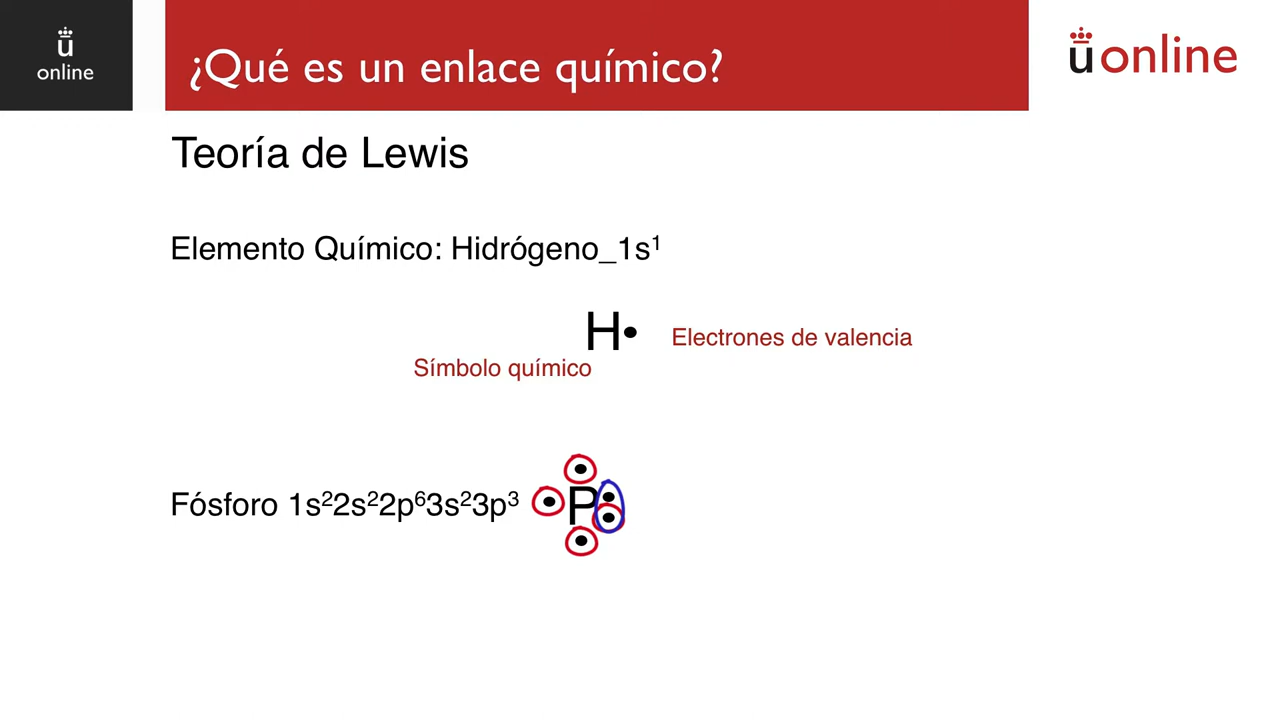 ü online
¿Qué es un enlace químico?
üonline
Teoría de Lewis
Elemento Químico: Hidrógeno_1s¹
H•
Electrones de valencia
Símbolo químico
Fósforo 1s²2s²2p⁶3s²3p³
P